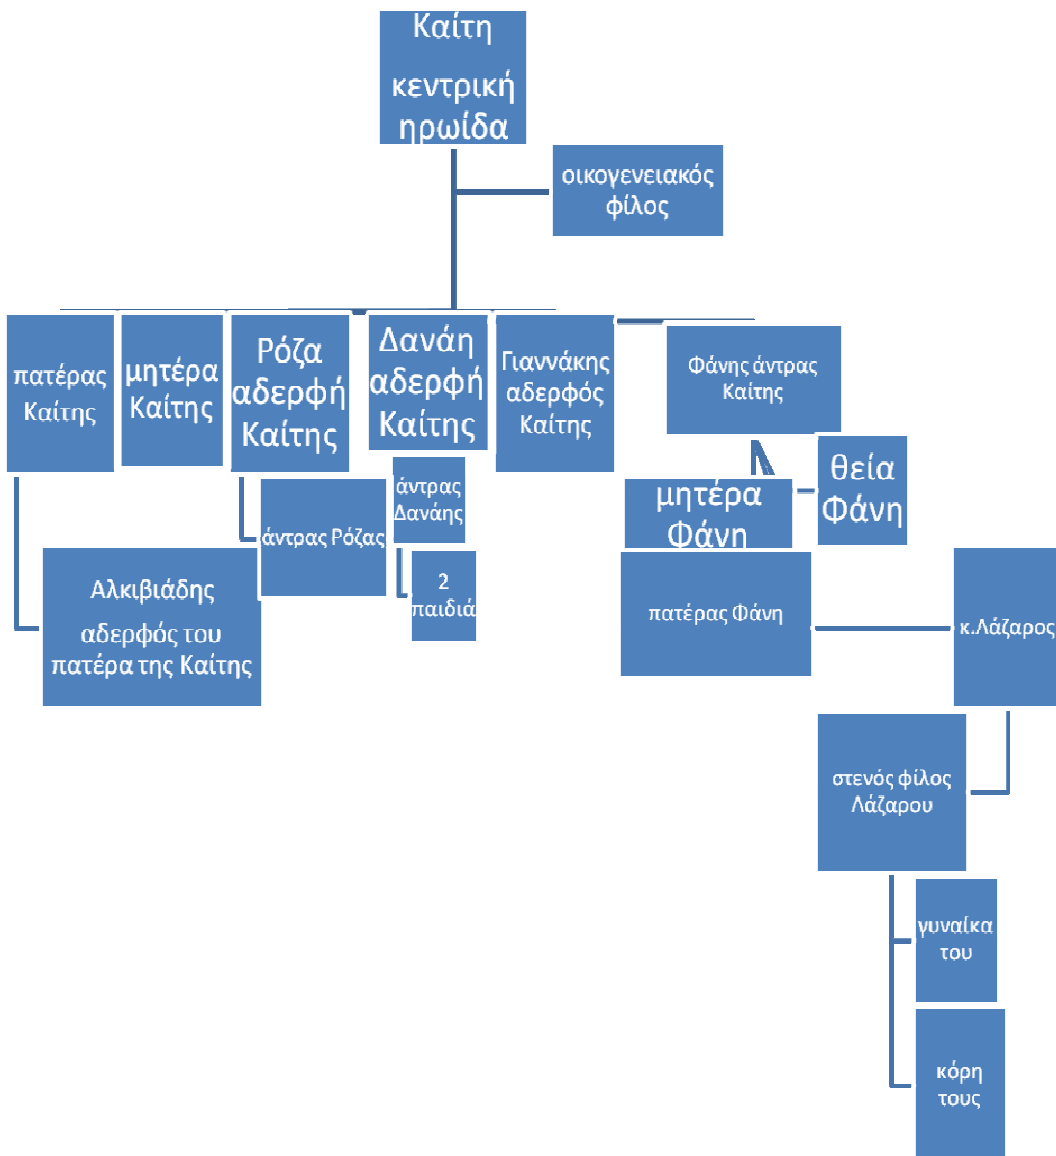 Καίτη
κεντρική
ηρωίδα
οικογενειακός
φίλος
πατέρας
Καίτης
μητέρα
Καίτης
Ρόζα
αδερφή
Καίτης
Δανάη
αδερφή
Καίτης
Γιαννάκης
αδερφός
Καίτης
Φάνης άντρας
Καίτης
θεία
Φάνη
μητέρα
Φάνη
άντρας
Δανάης
άντρας Ρόζας
2
παιδιά
Αλκιβιάδης
αδερφός του
πατέρα της Καίτης
πατέρας Φάνη
κ.Λάζαρος
στενός φίλος
Λάζαρου
γυναίκα
του
κόρη
τους